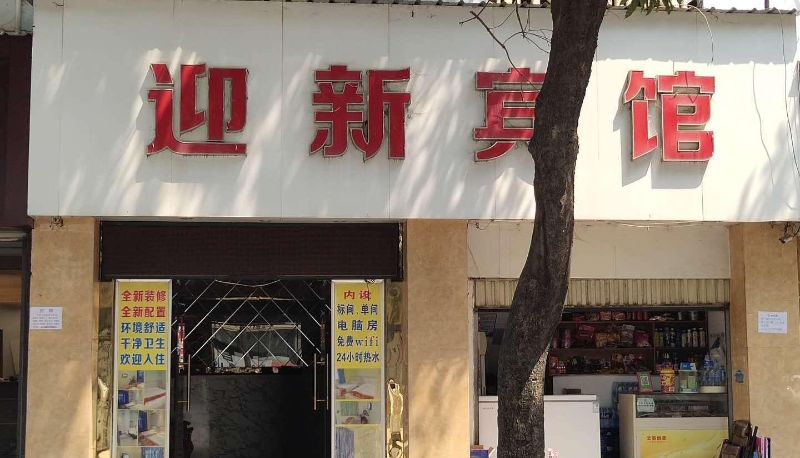 迎新宾馆
全新装修
全新配置
环境舒适
干净卫生
欢迎入住
内设
标间、单间
电脑房
免费wifi
24小时热水